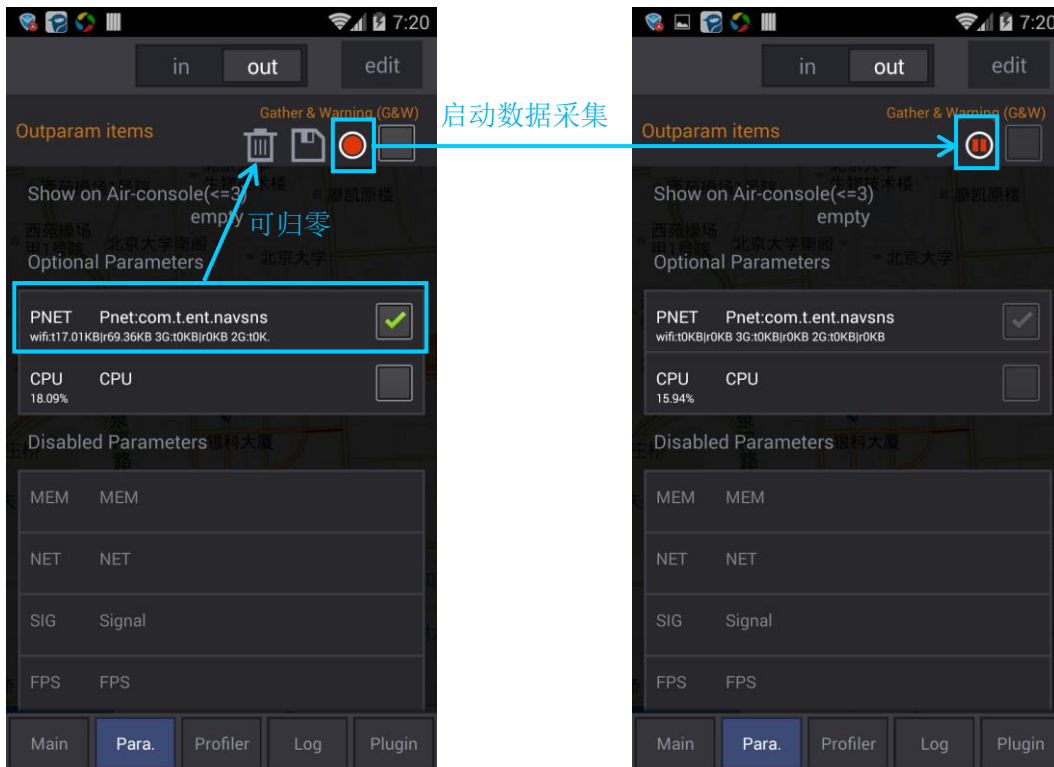 7:20
in
out
edit
Gather & Warning (G&W)
Outparam items
Show on Air-console(<=3)
empty
Optional Parameters
PNET Pnet:com.t.ent.navsns
wifi:t17.01KB|r69.36KB 3G:t0KB|r0KB 2G:t0K.
CPU CPU
18.09%
Disabled Parameters
MEM MEM
NET NET
SIG Signal
FPS FPS
Main
Para.
Profiler
Log
Plugin
启动数据采集
可归零
7:20
in
out
edit
Gather & Warning (G&W)
Outparam items
Show on Air-console(<=3)
empty
Optional Parameters
PNET Pnet:com.t.ent.navsns
wifi:t0KB|r0KB 3G:t0KB|r0KB 2G:t0KB|r0KB
CPU CPU
15.94%
Disabled Parameters
MEM MEM
NET NET
SIG Signal
FPS FPS
Main
Para.
Profiler
Log
Plugin